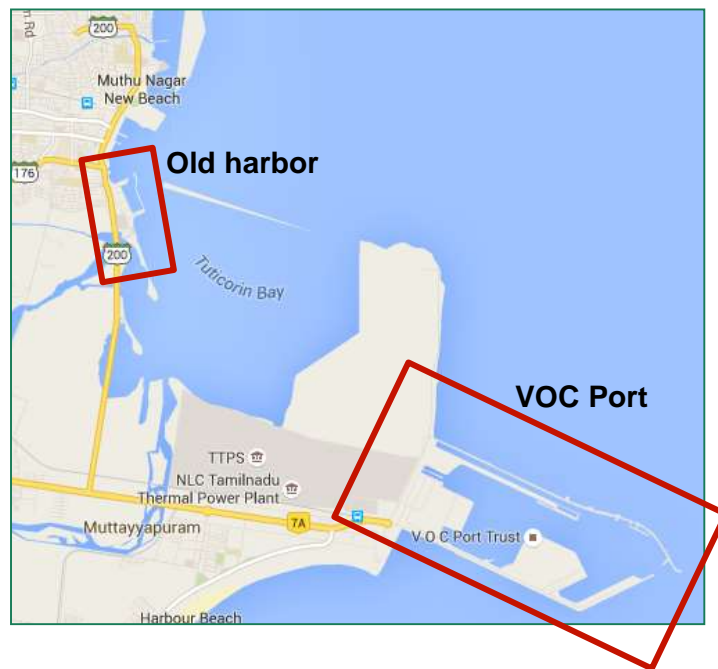 m Rd
200
Muthu Nagar
New Beach
176
Old harbor
200
Tuticorin Bay
VOC Port
TTPS
NLC Tamilnadu
Thermal Power Plant
7A
V O C Port Trust
Muttayyapuram
Harbour Beach